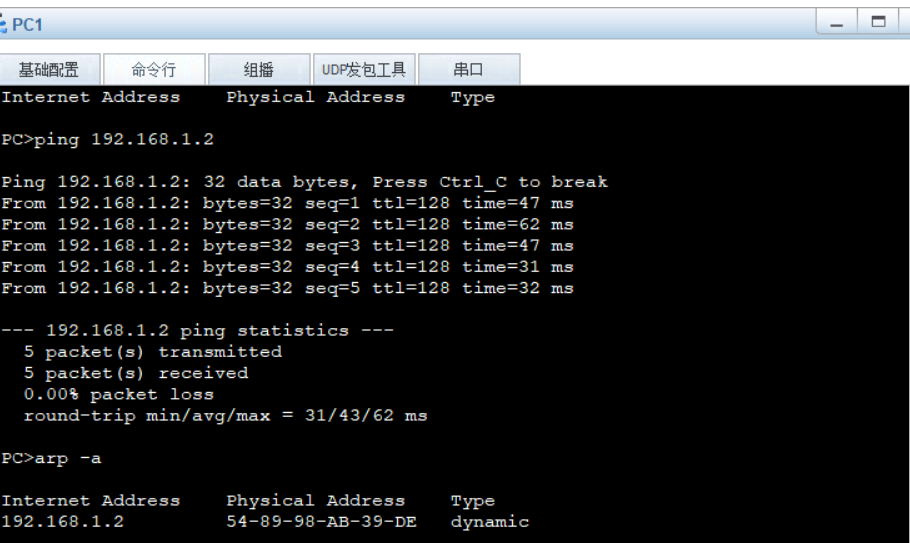 PC1
基础配置 命令行 组播 UDP发包工具 串口
Internet Address Physical Address Type
PC>ping 192.168.1.2
Ping 192.168.1.2: 32 data bytes, Press Ctrl_C to break
From 192.168.1.2: bytes=32 seq=1 ttl=128 time=47 ms
From 192.168.1.2: bytes=32 seq=2 ttl=128 time=62 ms
From 192.168.1.2: bytes=32 seq=3 ttl=128 time=47 ms
From 192.168.1.2: bytes=32 seq=4 ttl=128 time=31 ms
From 192.168.1.2: bytes=32 seq=5 ttl=128 time=32 ms
--- 192.168.1.2 ping statistics ---
5 packet(s) transmitted
5 packet(s) received
0.00% packet loss
round-trip min/avg/max = 31/43/62 ms
PC>arp -a
Internet Address Physical Address Type
192.168.1.2 54-89-98-AB-39-DE dynamic